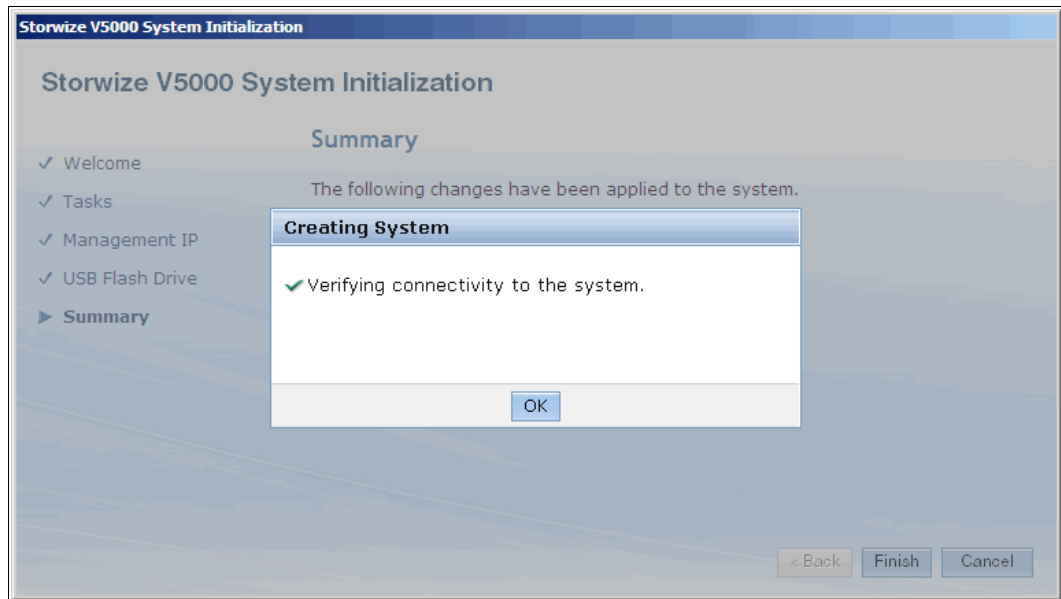 Storwize V5000 System Initialization
Storwize V5000 System Initialization
Summary
✓ Welcome
The following changes have been applied to the system.
✓ Tasks
✓ Management IP
✓ USB Flash Drive
▶ Summary
Creating System
✓ Verifying connectivity to the system.
OK
< Back Finish Cancel